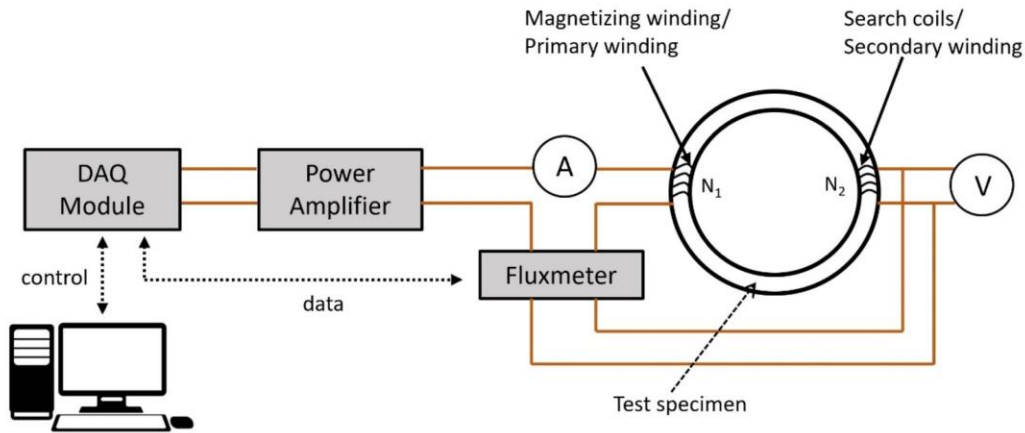 Magnetizing winding/
Primary winding
Search coils/
Secondary winding
DAQ
Module
Power
Amplifier
A
N₁
N₂
V
control
Fluxmeter
data
Test specimen